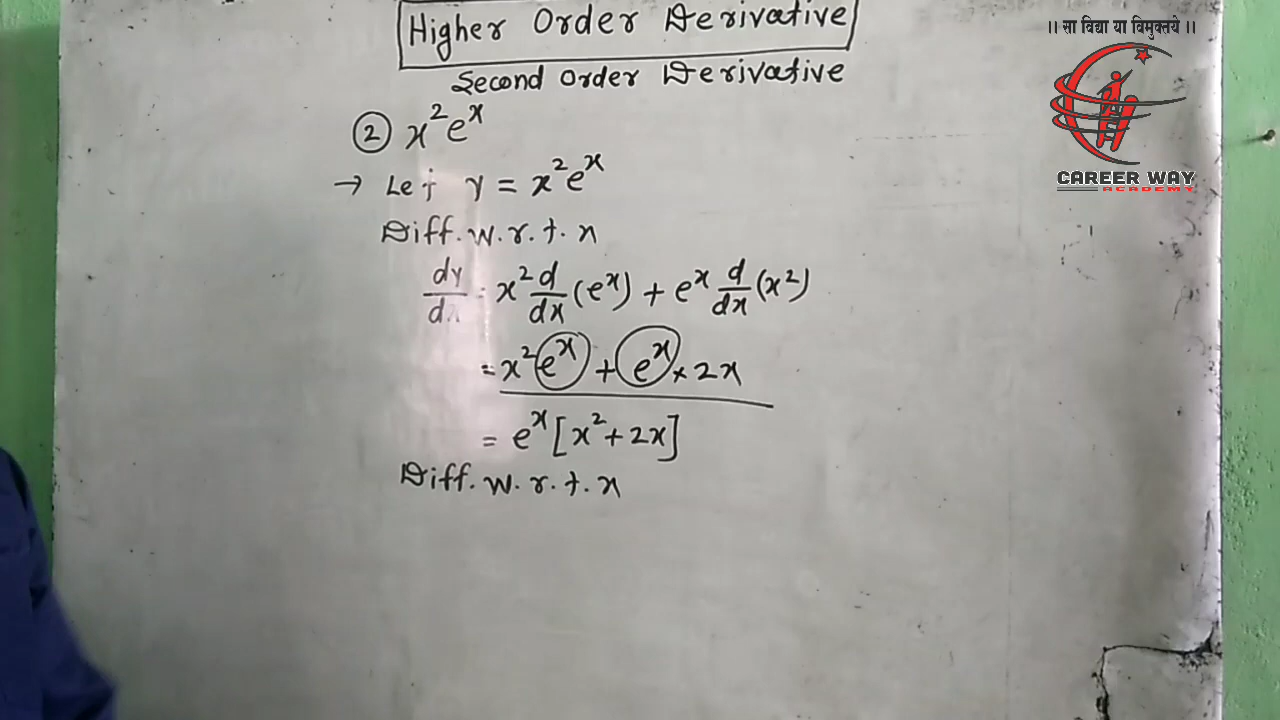 Higher Order Derivative
Second Order Derivative
② x²eˣ
→ Let y = x²eˣ
Diff. w. r. t. x
dy/dx = x² d/dx (eˣ) + eˣ d/dx (x²)
= x²eˣ + eˣ × 2x
= eˣ [x² + 2x]
Diff. w. r. t. x
।। सा विद्या या विमुक्तये ।।
CAREER WAY
ACADEMY